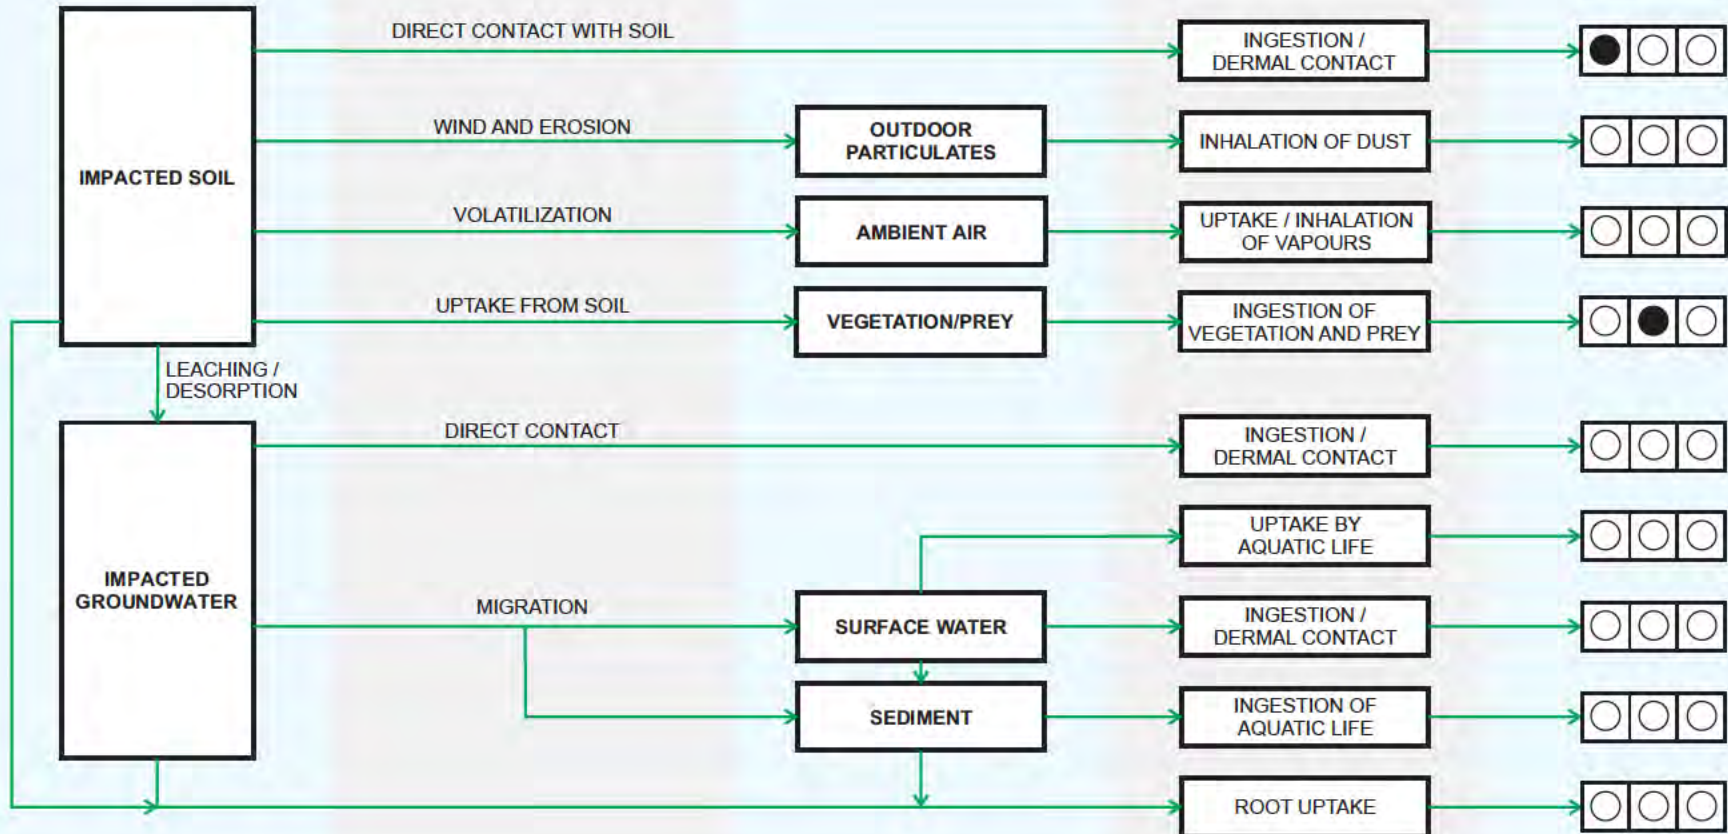 DIRECT CONTACT WITH SOIL
INGESTION /
DERMAL CONTACT
WIND AND EROSION
OUTDOOR
PARTICULATES
INHALATION OF DUST
IMPACTED SOIL
VOLATILIZATION
AMBIENT AIR
UPTAKE / INHALATION
OF VAPOURS
UPTAKE FROM SOIL
VEGETATION/PREY
INGESTION OF
VEGETATION AND PREY
LEACHING /
DESORPTION
DIRECT CONTACT
INGESTION /
DERMAL CONTACT
UPTAKE BY
AQUATIC LIFE
IMPACTED
GROUNDWATER
MIGRATION
SURFACE WATER
INGESTION /
DERMAL CONTACT
SEDIMENT
INGESTION OF
AQUATIC LIFE
ROOT UPTAKE